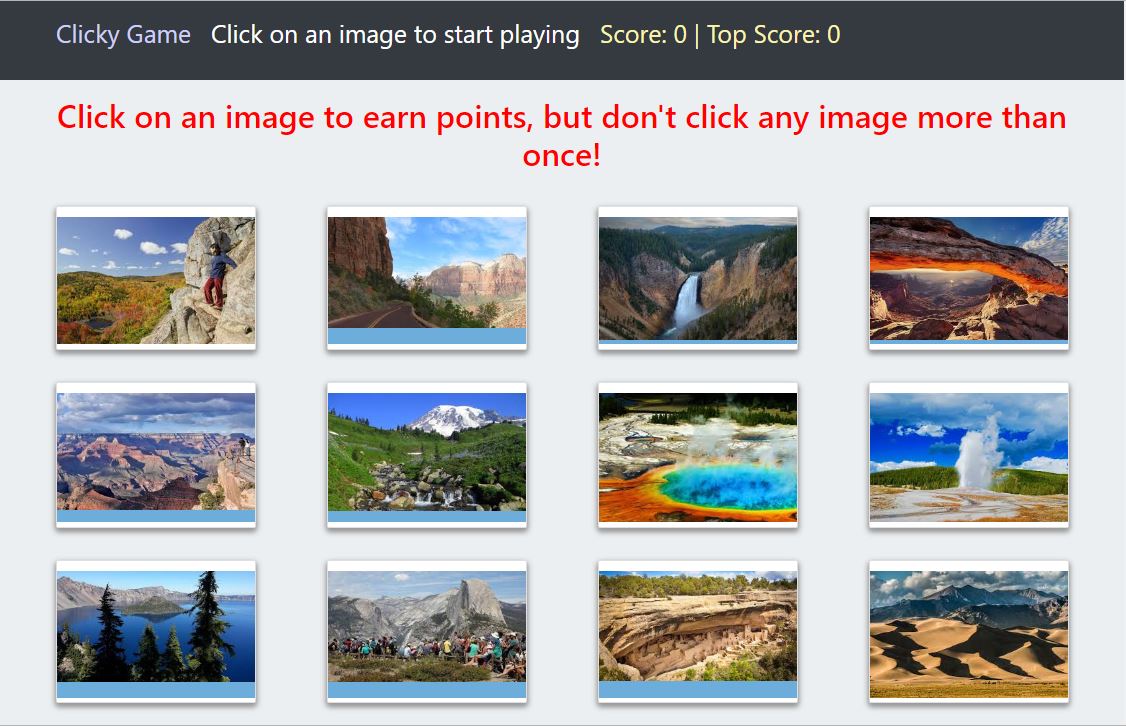 Clicky Game Click on an image to start playing Score: 0 | Top Score: 0
Click on an image to earn points, but don't click any image more than
once!